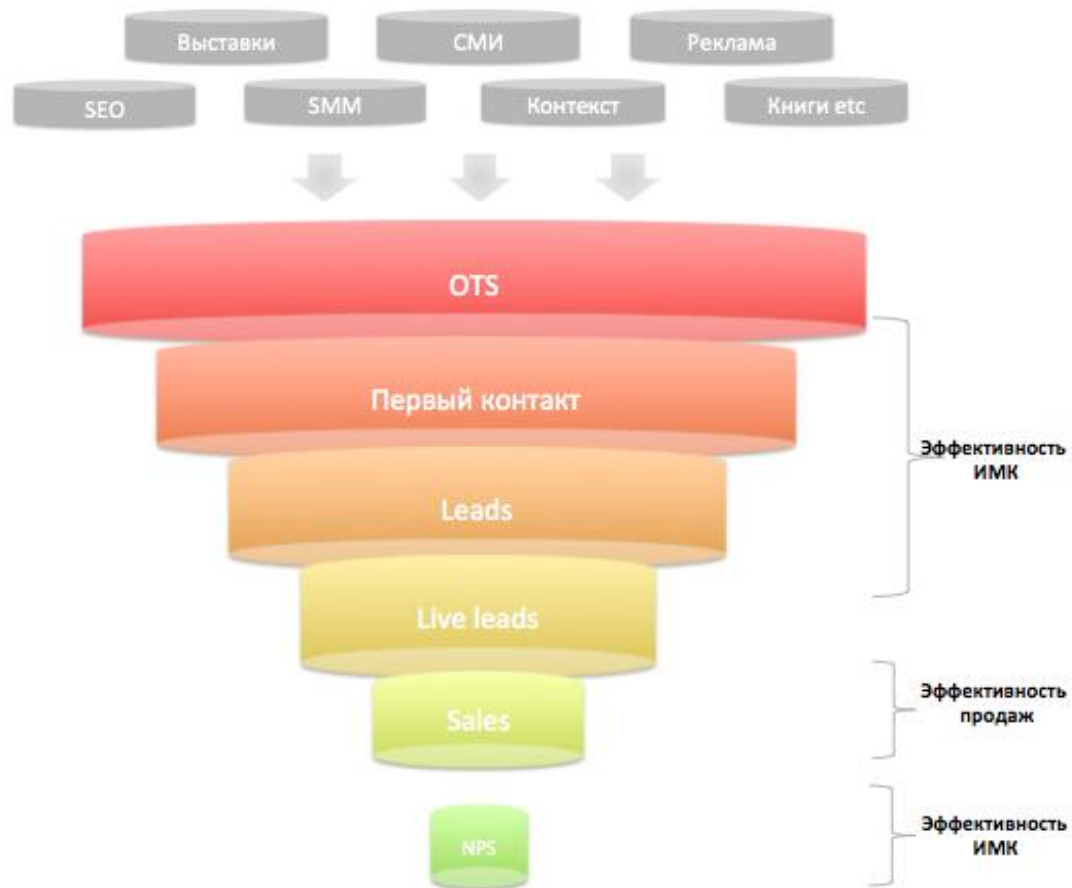 Выставки
СМИ
Реклама
SEO
SMM
Контекст
Книги etc
OTS
Первый контакт
Leads
Live leads
Sales
NPS
Эффективность
ИМК
Эффективность
продаж
Эффективность
ИМК